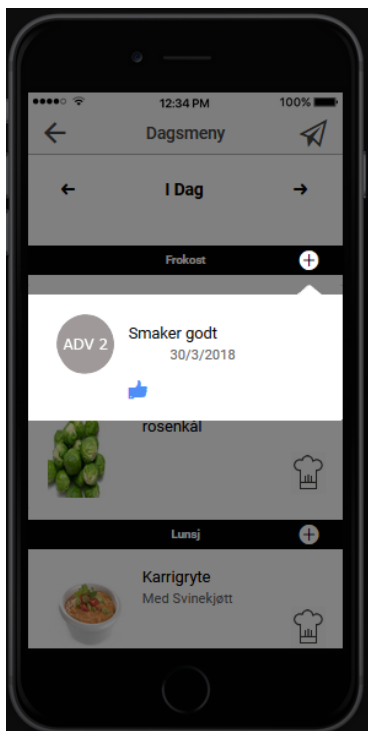 12:34 PM
100%
Dagsmeny
I Dag
Frokost
ADV 2
Smaker godt
30/3/2018
rosenkål
Lunsj
Karrigryte
Med Svinekjøtt